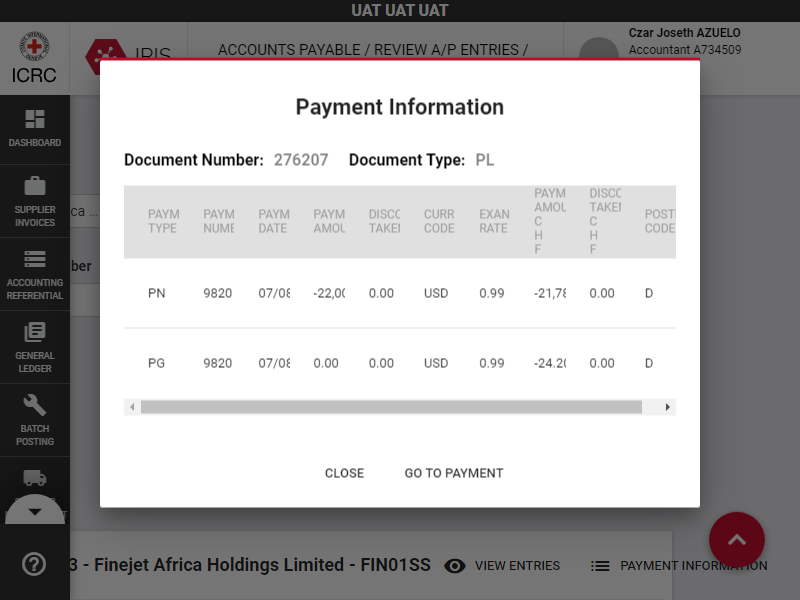 UAT UAT UAT
ICRC
IRIS
ACCOUNTS PAYABLE / REVIEW A/P ENTRIES /
Czar Joseth AZUELO
Accountant A734509
DASHBOARD
SUPPLIER
INVOICES
ACCOUNTING
REFERENTIAL
GENERAL
LEDGER
BATCH
POSTING
ca ...
ber
Payment Information
Document Number: 276207 Document Type: PL
PAYM TYPE PAYM NUME PAYM DATE PAYM AMOU DISCO TAKEN CURR CODE EXAN RATE PAYM AMOU C H F DISCO TAKEN C H F POST CODE
PN 9820 07/08 -22,00 0.00 USD 0.99 -21,78 0.00 D
PG 9820 07/08 0.00 0.00 USD 0.99 -24.20 0.00 D
CLOSE GO TO PAYMENT
3 - Finejet Africa Holdings Limited - FIN01SS VIEW ENTRIES PAYMENT INFORMATION